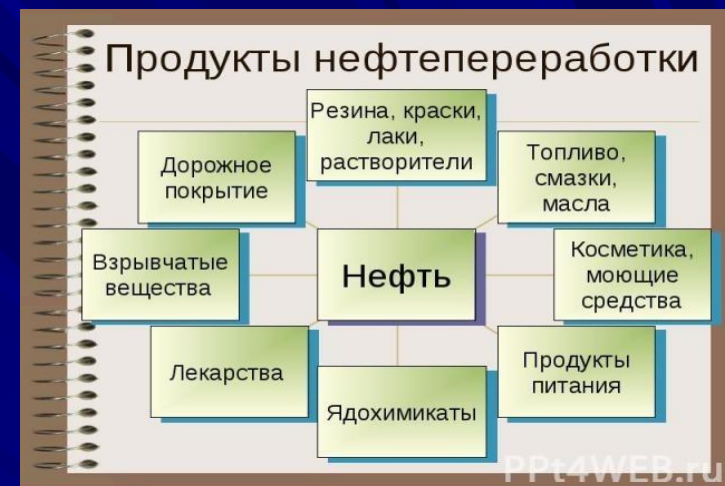 Продукты нефтепереработки
Резина, краски,
лаки,
растворители
Топливо,
смазки,
масла
Косметика,
моющие
средства
Продукты
питания
Ядохимикаты
Лекарства
Взрывчатые
вещества
Дорожное
покрытие
Нефть
PPt4WEB.ru